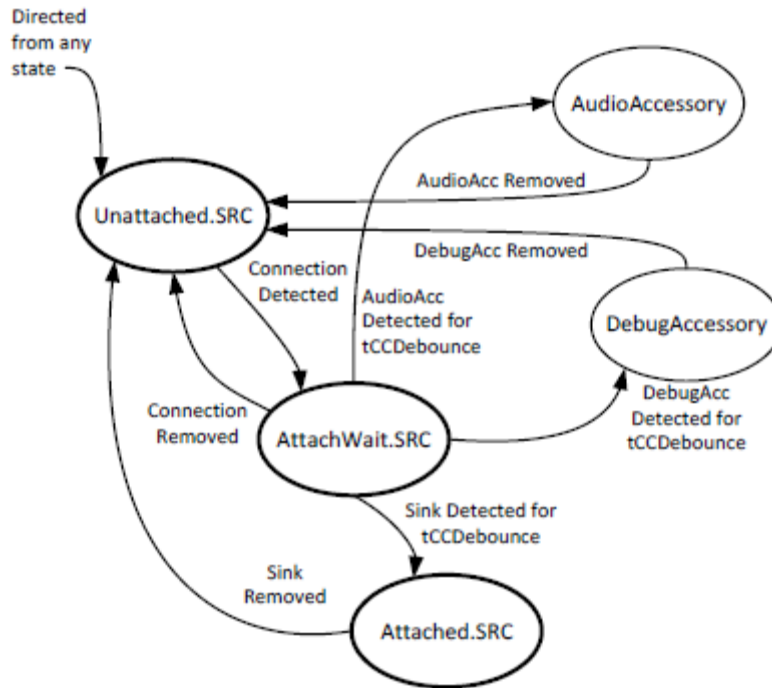 Directed
from any
state
AudioAccessory
AudioAcc Removed
Unattached.SRC
DebugAcc Removed
Connection
Detected
AudioAcc
Detected for
tCCDebounce
DebugAccessory
DebugAcc
Detected for
tCCDebounce
Connection
Removed
AttachWait.SRC
Sink Detected for
tCCDebounce
Sink
Removed
Attached.SRC